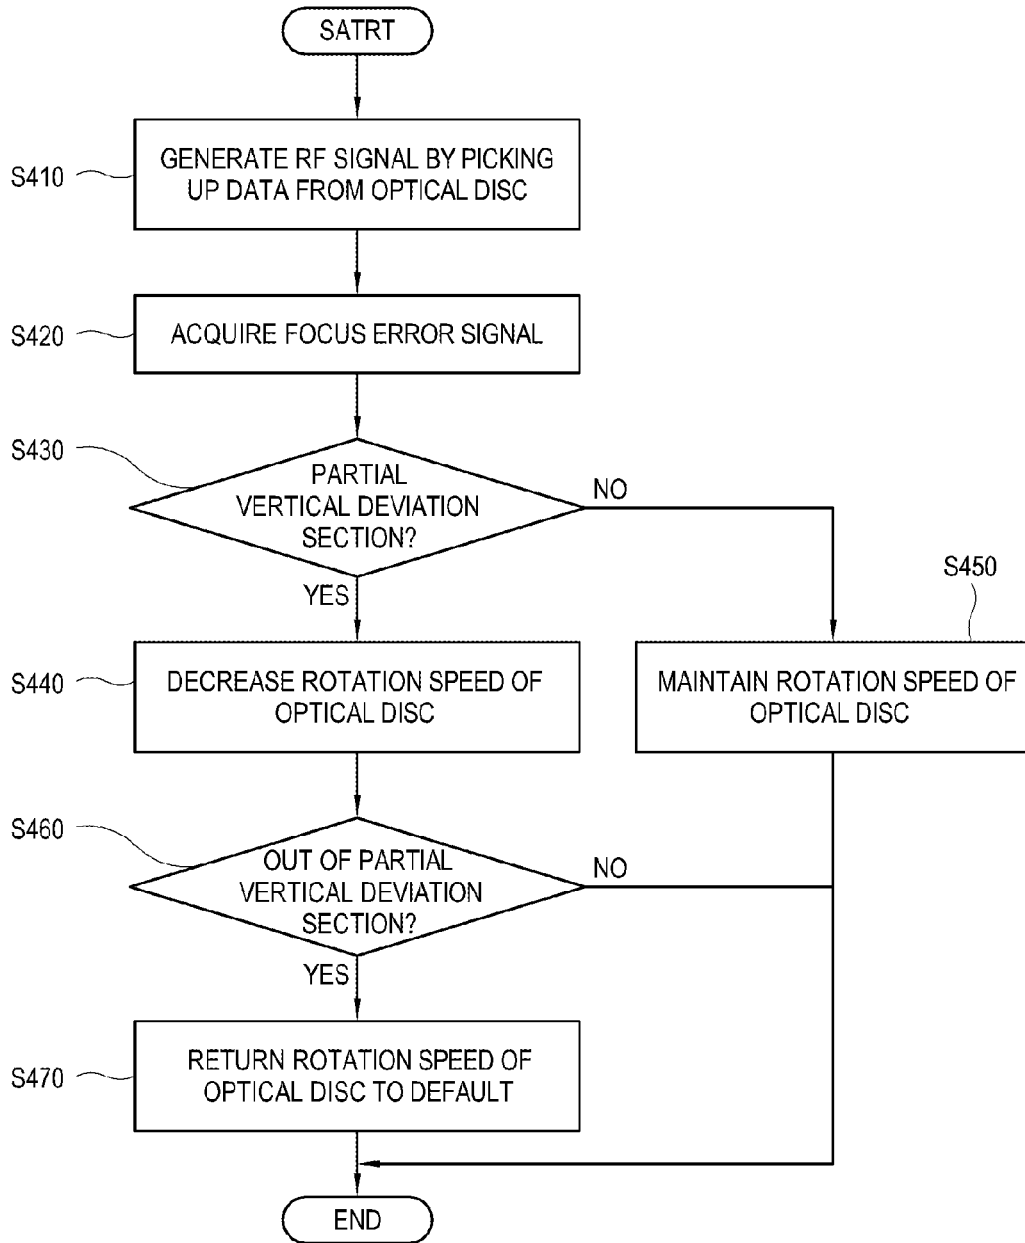 SATRT
GENERATE RF SIGNAL BY PICKING
UP DATA FROM OPTICAL DISC
S410
ACQUIRE FOCUS ERROR SIGNAL
S420
S430
PARTIAL
VERTICAL DEVIATION
SECTION?
NO
YES
S450
S440
DECREASE ROTATION SPEED OF
OPTICAL DISC
MAINTAIN ROTATION SPEED OF
OPTICAL DISC
S460
OUT OF PARTIAL
VERTICAL DEVIATION
SECTION?
NO
YES
S470
RETURN ROTATION SPEED OF
OPTICAL DISC TO DEFAULT
END